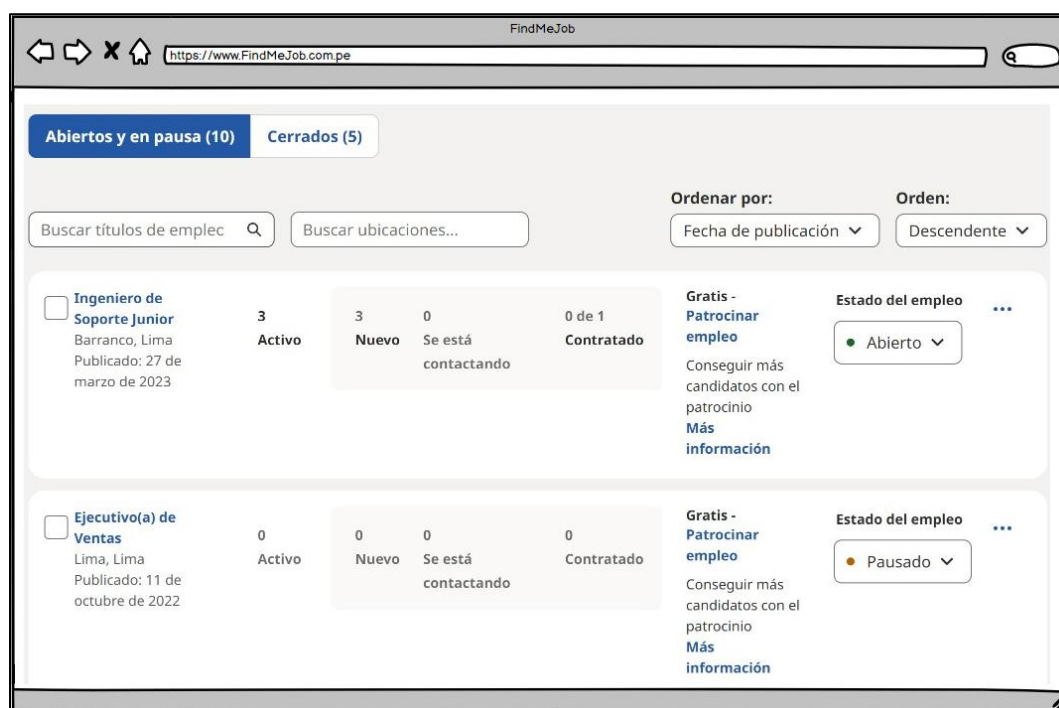 FindMeJob
https://www.FindMeJob.com.pe
Abiertos y en pausa (10)
Cerrados (5)
Ordenar por:
Orden:
Buscar títulos de empleo
Buscar ubicaciones...
Fecha de publicación
Descendente
Ingeniero de
Soporte Junior
Barranco, Lima
Publicado: 27 de
marzo de 2023
3
Activo
3
Nuevo
0
Se está
contactando
0 de 1
Contratado
Gratis -
Patrocinar
empleo
Conseguir más
candidatos con el
patrocinio
Más
información
Estado del empleo
Abierto
Ejecutivo(a) de
Ventas
Lima, Lima
Publicado: 11 de
octubre de 2022
0
Activo
0
Nuevo
0
Se está
contactando
0
Contratado
Gratis -
Patrocinar
empleo
Conseguir más
candidatos con el
patrocinio
Más
información
Estado del empleo
Pausado